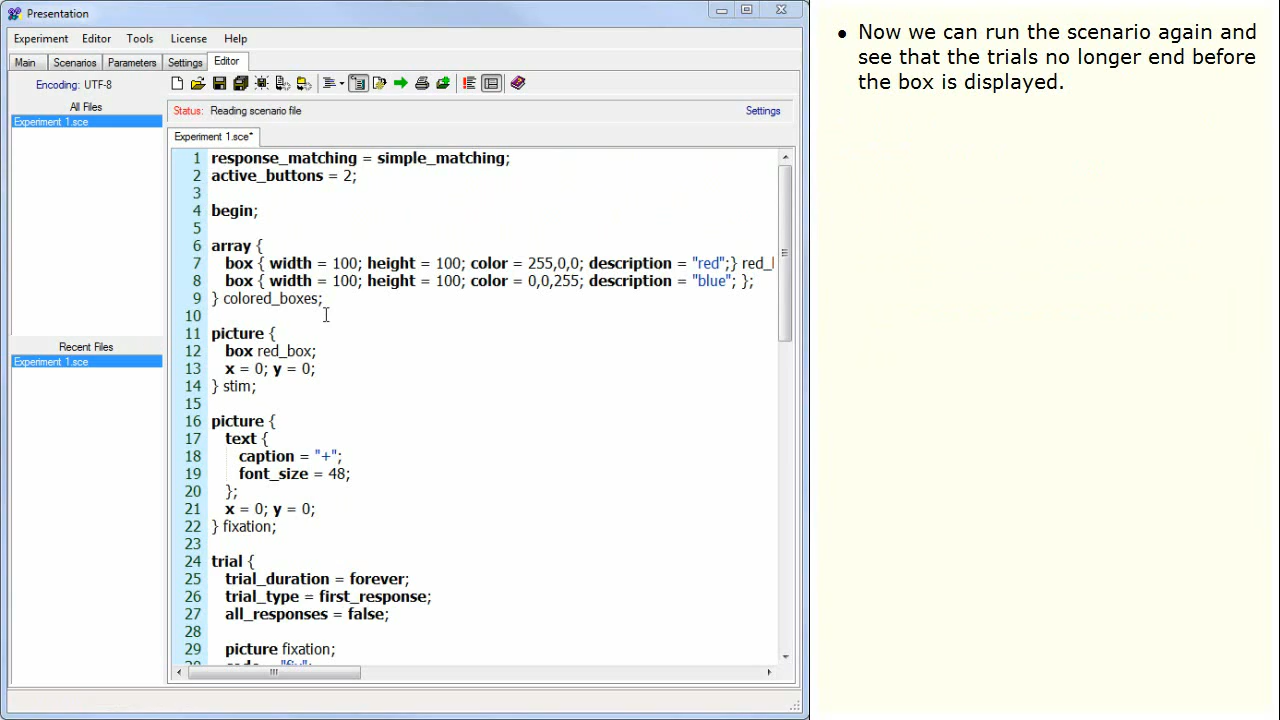 Presentation
Experiment Editor Tools License Help
Main Scenarios Parameters Settings Editor
Encoding: UTF-8
All Files
Experiment 1.sce
Recent Files
Experiment 1.sce
Status: Reading scenario file Settings
Experiment 1.sce*
1 response_matching = simple_matching;
2 active_buttons = 2;
3
4 begin;
5
6 array {
7 box { width = 100; height = 100; color = 255,0,0; description = "red";} red_
8 box { width = 100; height = 100; color = 0,0,255; description = "blue"; };
9 } colored_boxes;
10
11 picture {
12 box red_box;
13 x = 0; y = 0;
14 } stim;
15
16 picture {
17 text {
18 caption = "+";
19 font_size = 48;
20 };
21 x = 0; y = 0;
22 } fixation;
23
24 trial {
25 trial_duration = forever;
26 trial_type = first_response;
27 all_responses = false;
28
29 picture fixation;
• Now we can run the scenario again and
see that the trials no longer end before
the box is displayed.